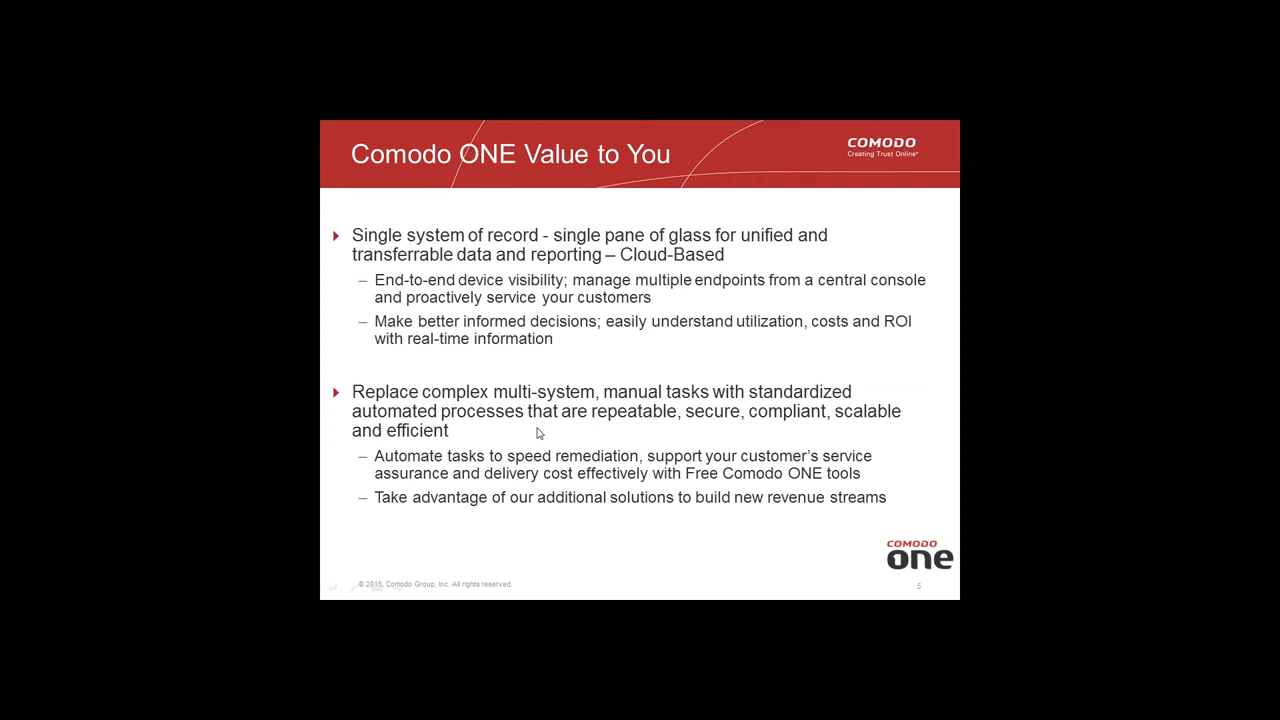 Comodo ONE Value to You
COMODO
Creating Trust Online*
Single system of record - single pane of glass for unified and
transferrable data and reporting – Cloud-Based
– End-to-end device visibility; manage multiple endpoints from a central console
and proactively service your customers
– Make better informed decisions; easily understand utilization, costs and ROI
with real-time information
Replace complex multi-system, manual tasks with standardized
automated processes that are repeatable, secure, compliant, scalable
and efficient
– Automate tasks to speed remediation, support your customer's service
assurance and delivery cost effectively with Free Comodo ONE tools
– Take advantage of our additional solutions to build new revenue streams
COMODO
one
© 2015, Comodo Group, Inc. All rights reserved.
5